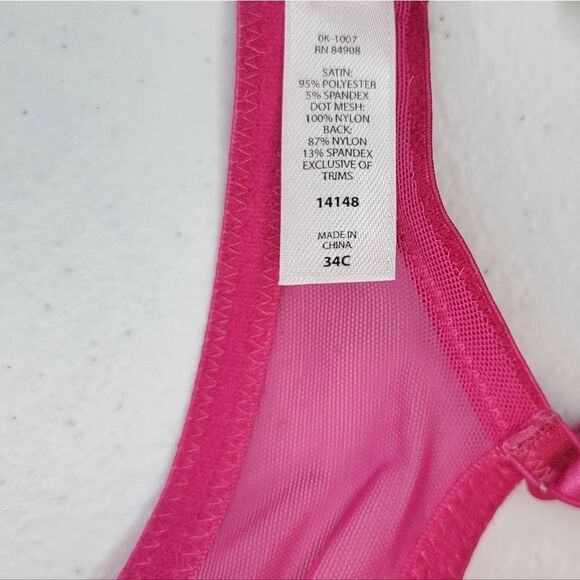 0K-1007
RN 84908
SATIN:
95% POLYESTER
5% SPANDEX
DOT MESH:
100% NYLON
BACK:
87% NYLON
13% SPANDEX
EXCLUSIVE OF
TRIMS
14148
MADE IN
CHINA
34C